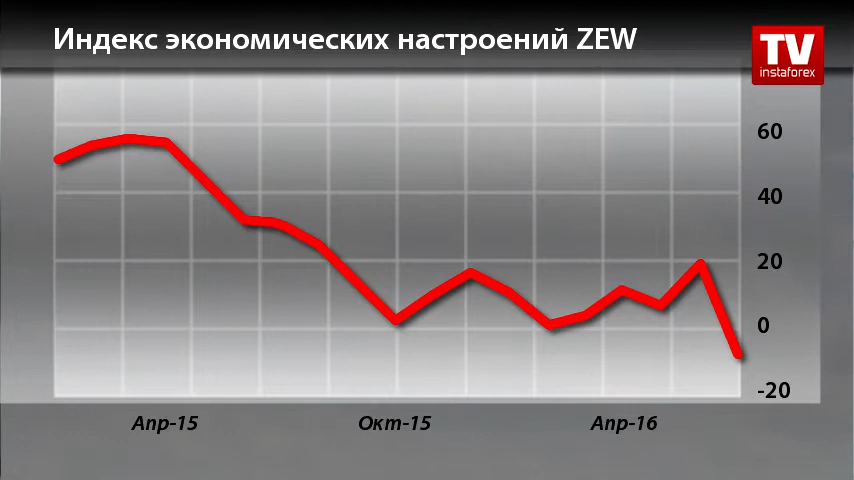 Индекс экономических настроений ZEW
TV
instaforex
60
40
20
0
-20
Апр-15
Окт-15
Апр-16